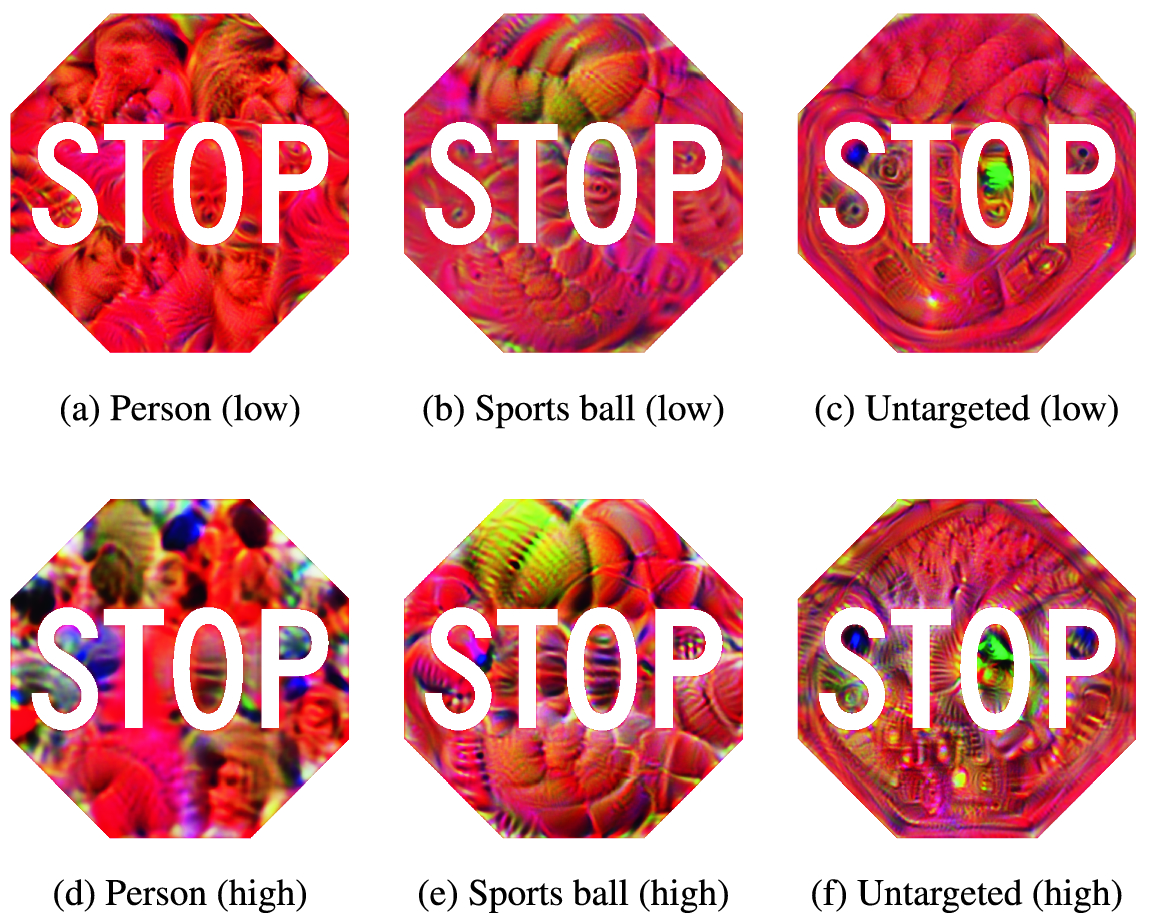 STOP STOP STOP
(a) Person (low) (b) Sports ball (low) (c) Untargeted (low)
STOP STOP STOP
(d) Person (high) (e) Sports ball (high) (f) Untargeted (high)